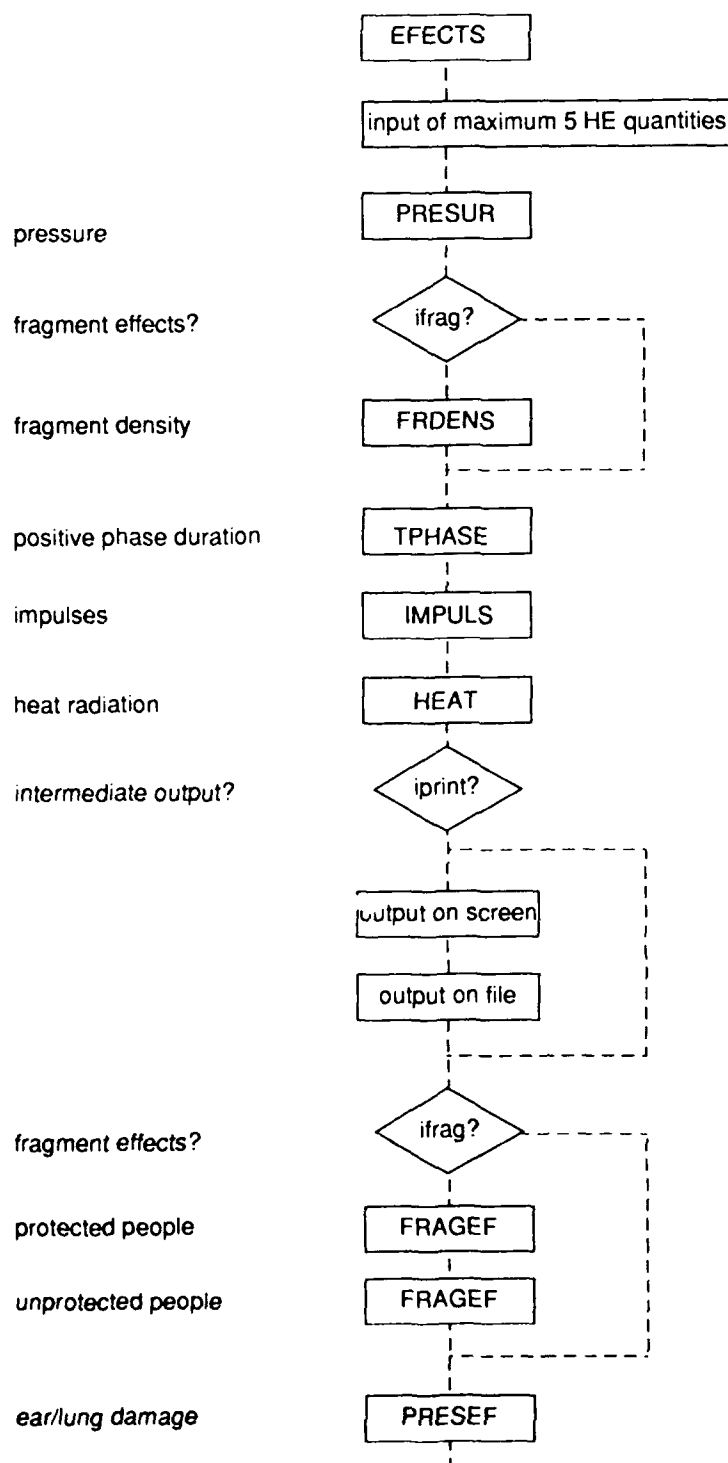 EFECTS
input of maximum 5 HE quantities
pressure
PRESUR
fragment effects?
ifrag?
fragment density
FRDENS
positive phase duration
TPHASE
impulses
IMPULS
heat radiation
HEAT
intermediate output?
iprint?
output on screen
output on file
fragment effects?
ifrag?
protected people
FRAGEF
unprotected people
FRAGEF
ear/lung damage
PRESEF